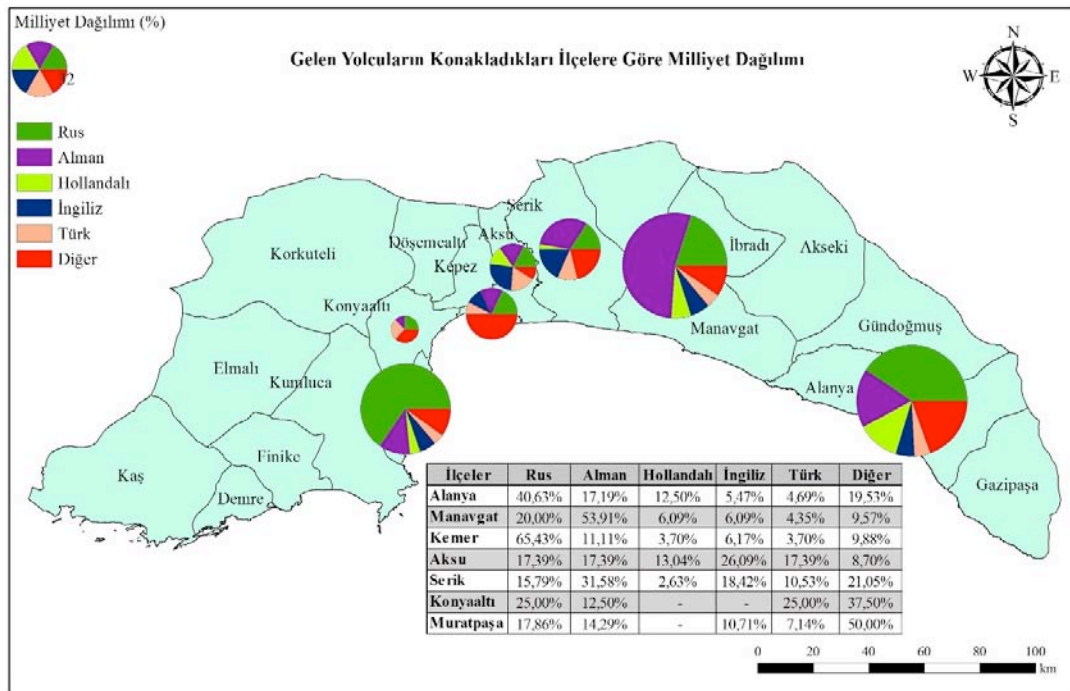 Milliyet Dağılımı (%)
32
Rus
Alman
Hollandalı
İngiliz
Türk
Diğer
Gelen Yolcuların Konakladıkları İlçelere Göre Milliyet Dağılımı
N
W E
S
Korkuteli
Döşemealtı
Kepez
Aksu
Serik
İbradı
Akseki
Konyaaltı
Manavgat
Gündoğmuş
Elmalı
Kumluca
Alanya
Kaş
Finike
Demre
Gazipaşa
İlçeler Rus Alman Hollandalı İngiliz Türk Diğer
Alanya 40,63% 17,19% 12,50% 5,47% 4,69% 19,53%
Manavgat 20,00% 53,91% 6,09% 6,09% 4,35% 9,57%
Kemer 65,43% 11,11% 3,70% 6,17% 3,70% 9,88%
Aksu 17,39% 17,39% 13,04% 26,09% 17,39% 8,70%
Serik 15,79% 31,58% 2,63% 18,42% 10,53% 21,05%
Konyaaltı 25,00% 12,50% - - 25,00% 37,50%
Muratpaşa 17,86% 14,29% - 10,71% 7,14% 50,00%
0 20 40 60 80 100
km